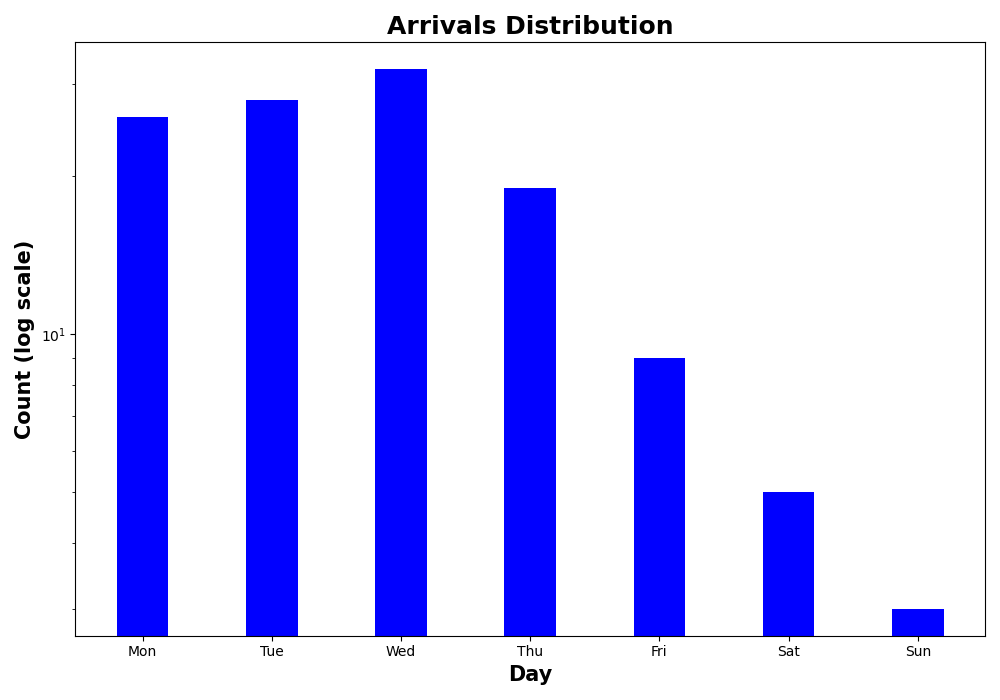 Arrivals Distribution
Count (log scale)
10¹
Mon Tue Wed Thu Fri Sat Sun
Day